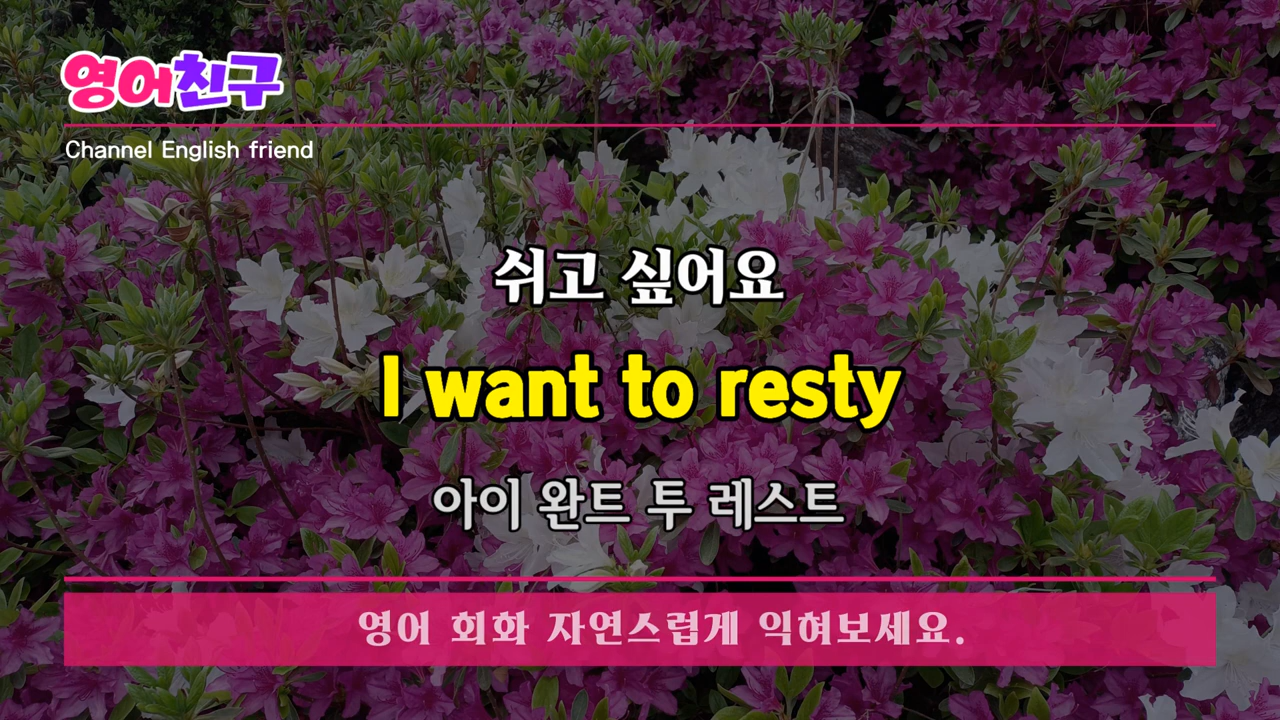 영어친구
Channel English friend
쉬고 싶어요
I want to resty
아이 완트 투 레스트
영어 회화 자연스럽게 익혀보세요.